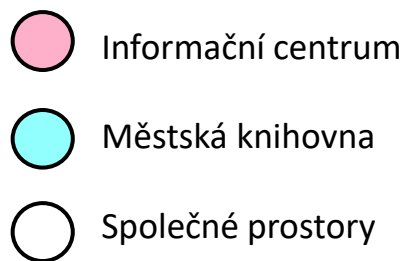 Informační centrum
Městská knihovna
Společné prostory